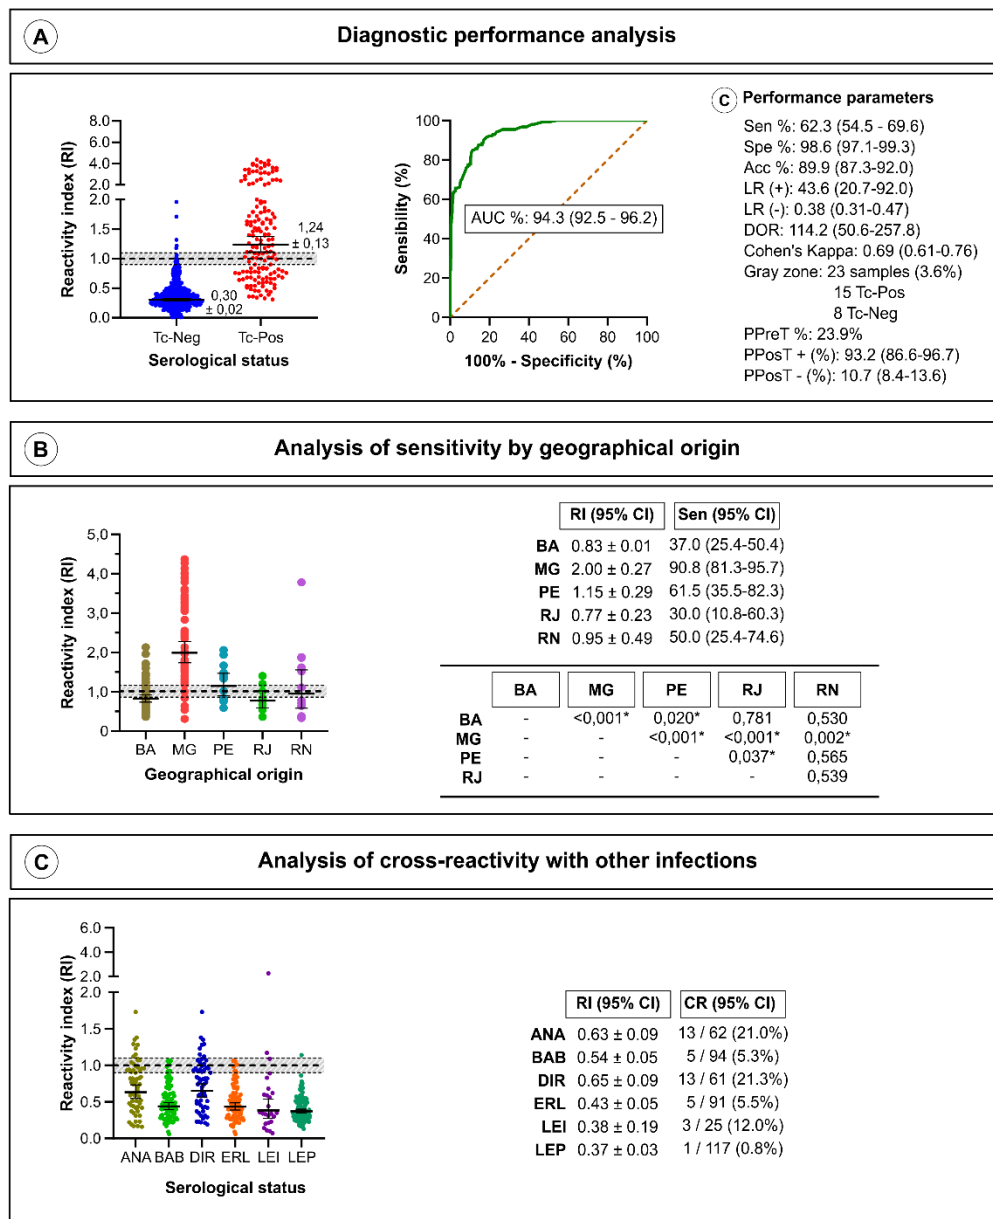 A
Diagnostic performance analysis
Reactivity index (RI)
8.0
6.0
4.0
2.0
2.0
1.5
1.0
0.5
0.0
0,30
± 0,02
1,24
± 0,13
Tc-Neg
Tc-Pos
Serological status
Sensibility (%)
100
80
60
40
20
0
AUC %: 94.3 (92.5 - 96.2)
0 20 40 60 80 100
100% - Specificity (%)
C Performance parameters
Sen %: 62.3 (54.5 - 69.6)
Spe %: 98.6 (97.1-99.3)
Acc %: 89.9 (87.3-92.0)
LR (+): 43.6 (20.7-92.0)
LR (-): 0.38 (0.31-0.47)
DOR: 114.2 (50.6-257.8)
Cohen's Kappa: 0.69 (0.61-0.76)
Gray zone: 23 samples (3.6%)
15 Tc-Pos
8 Tc-Neg
PPreT %: 23.9%
PPosT + (%): 93.2 (86.6-96.7)
PPosT - (%): 10.7 (8.4-13.6)
B
Analysis of sensitivity by geographical origin
Reactivity index (RI)
5,0
4,0
3,0
2,0
1,0
0
BA MG PE RJ RN
Geographical origin
RI (95% CI) Sen (95% CI)
BA 0.83 ± 0.01 37.0 (25.4-50.4)
MG 2.00 ± 0.27 90.8 (81.3-95.7)
PE 1.15 ± 0.29 61.5 (35.5-82.3)
RJ 0.77 ± 0.23 30.0 (10.8-60.3)
RN 0.95 ± 0.49 50.0 (25.4-74.6)
BA MG PE RJ RN
BA - <0,001* 0,020* 0,781 0,530
MG - - <0,001* <0,001* 0,002*
PE - - - 0,037* 0,565
RJ - - - - 0,539
C
Analysis of cross-reactivity with other infections
Reactivity index (RI)
6.0
4.0
2.0
2.0
1.5
1.0
0.5
0.0
ANA BAB DIR ERL LEI LEP
Serological status
RI (95% CI) CR (95% CI)
ANA 0.63 ± 0.09 13 / 62 (21.0%)
BAB 0.54 ± 0.05 5 / 94 (5.3%)
DIR 0.65 ± 0.09 13 / 61 (21.3%)
ERL 0.43 ± 0.05 5 / 91 (5.5%)
LEI 0.38 ± 0.19 3 / 25 (12.0%)
LEP 0.37 ± 0.03 1 / 117 (0.8%)